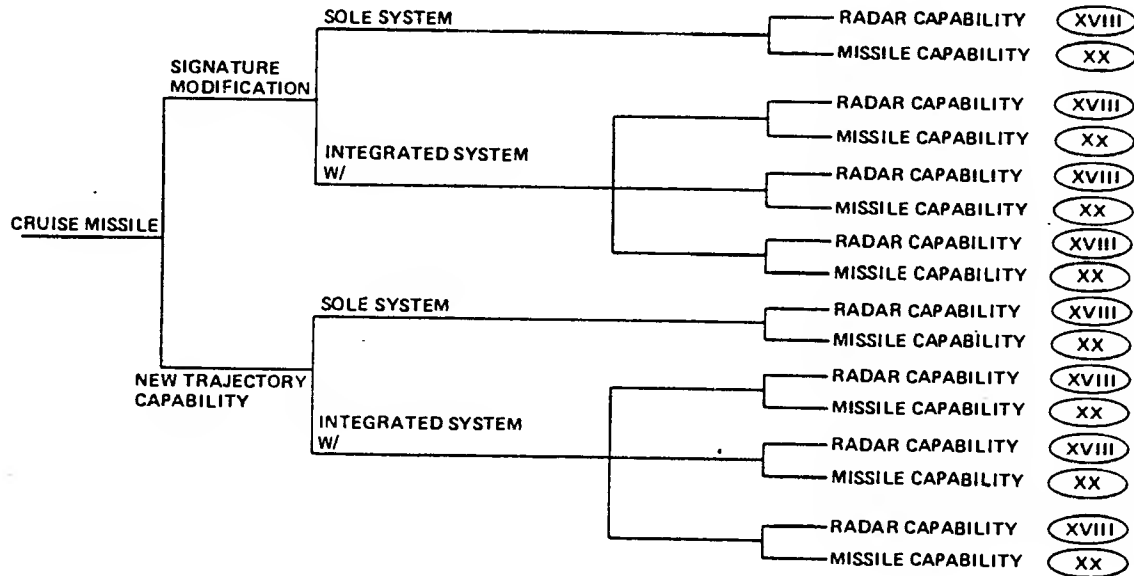 SOLE SYSTEM
RADAR CAPABILITY XVIII
MISSILE CAPABILITY XX
SIGNATURE
MODIFICATION
RADAR CAPABILITY XVIII
MISSILE CAPABILITY XX
INTEGRATED SYSTEM
W/
RADAR CAPABILITY XVIII
MISSILE CAPABILITY XX
CRUISE MISSILE
RADAR CAPABILITY XVIII
MISSILE CAPABILITY XX
SOLE SYSTEM
RADAR CAPABILITY XVIII
MISSILE CAPABILITY XX
NEW TRAJECTORY
CAPABILITY
RADAR CAPABILITY XVIII
MISSILE CAPABILITY XX
INTEGRATED SYSTEM
W/
RADAR CAPABILITY XVIII
MISSILE CAPABILITY XX
RADAR CAPABILITY XVIII
MISSILE CAPABILITY XX